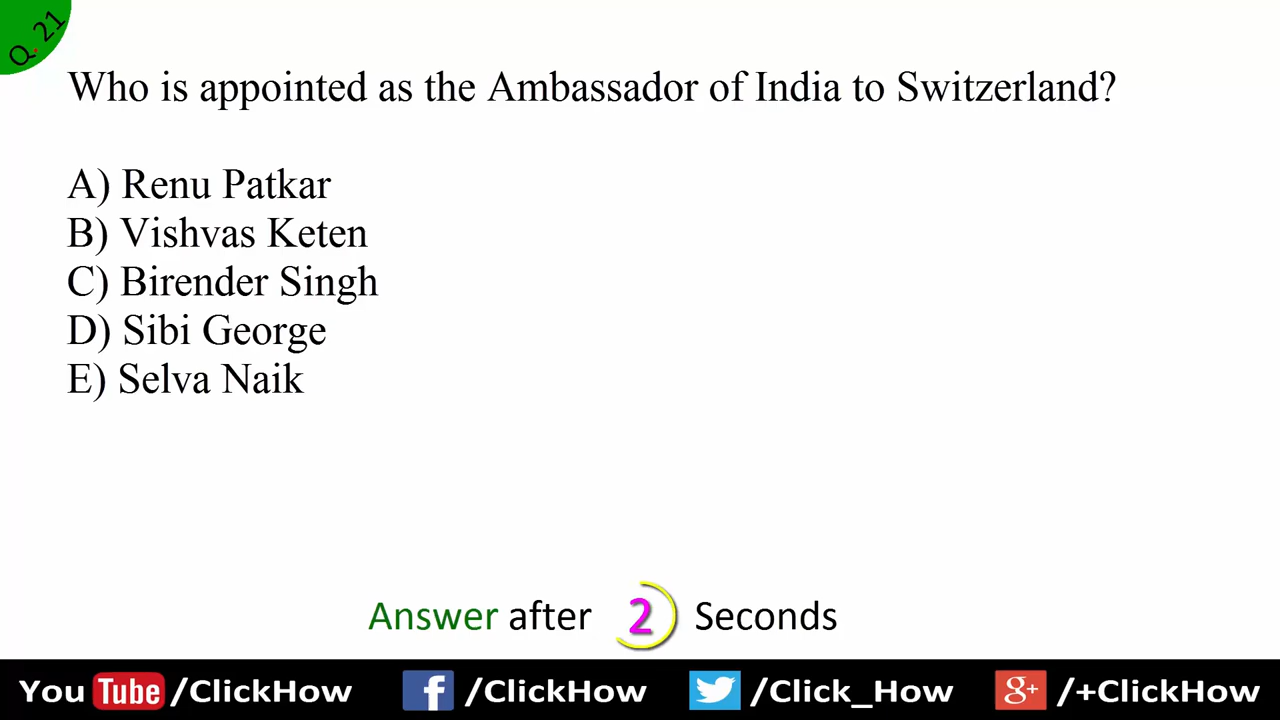 Q. 21
Who is appointed as the Ambassador of India to Switzerland?
A) Renu Patkar
B) Vishvas Keten
C) Birender Singh
D) Sibi George
E) Selva Naik
Answer after 2 Seconds
You Tube /ClickHow f /ClickHow /Click_How g+ /+ClickHow